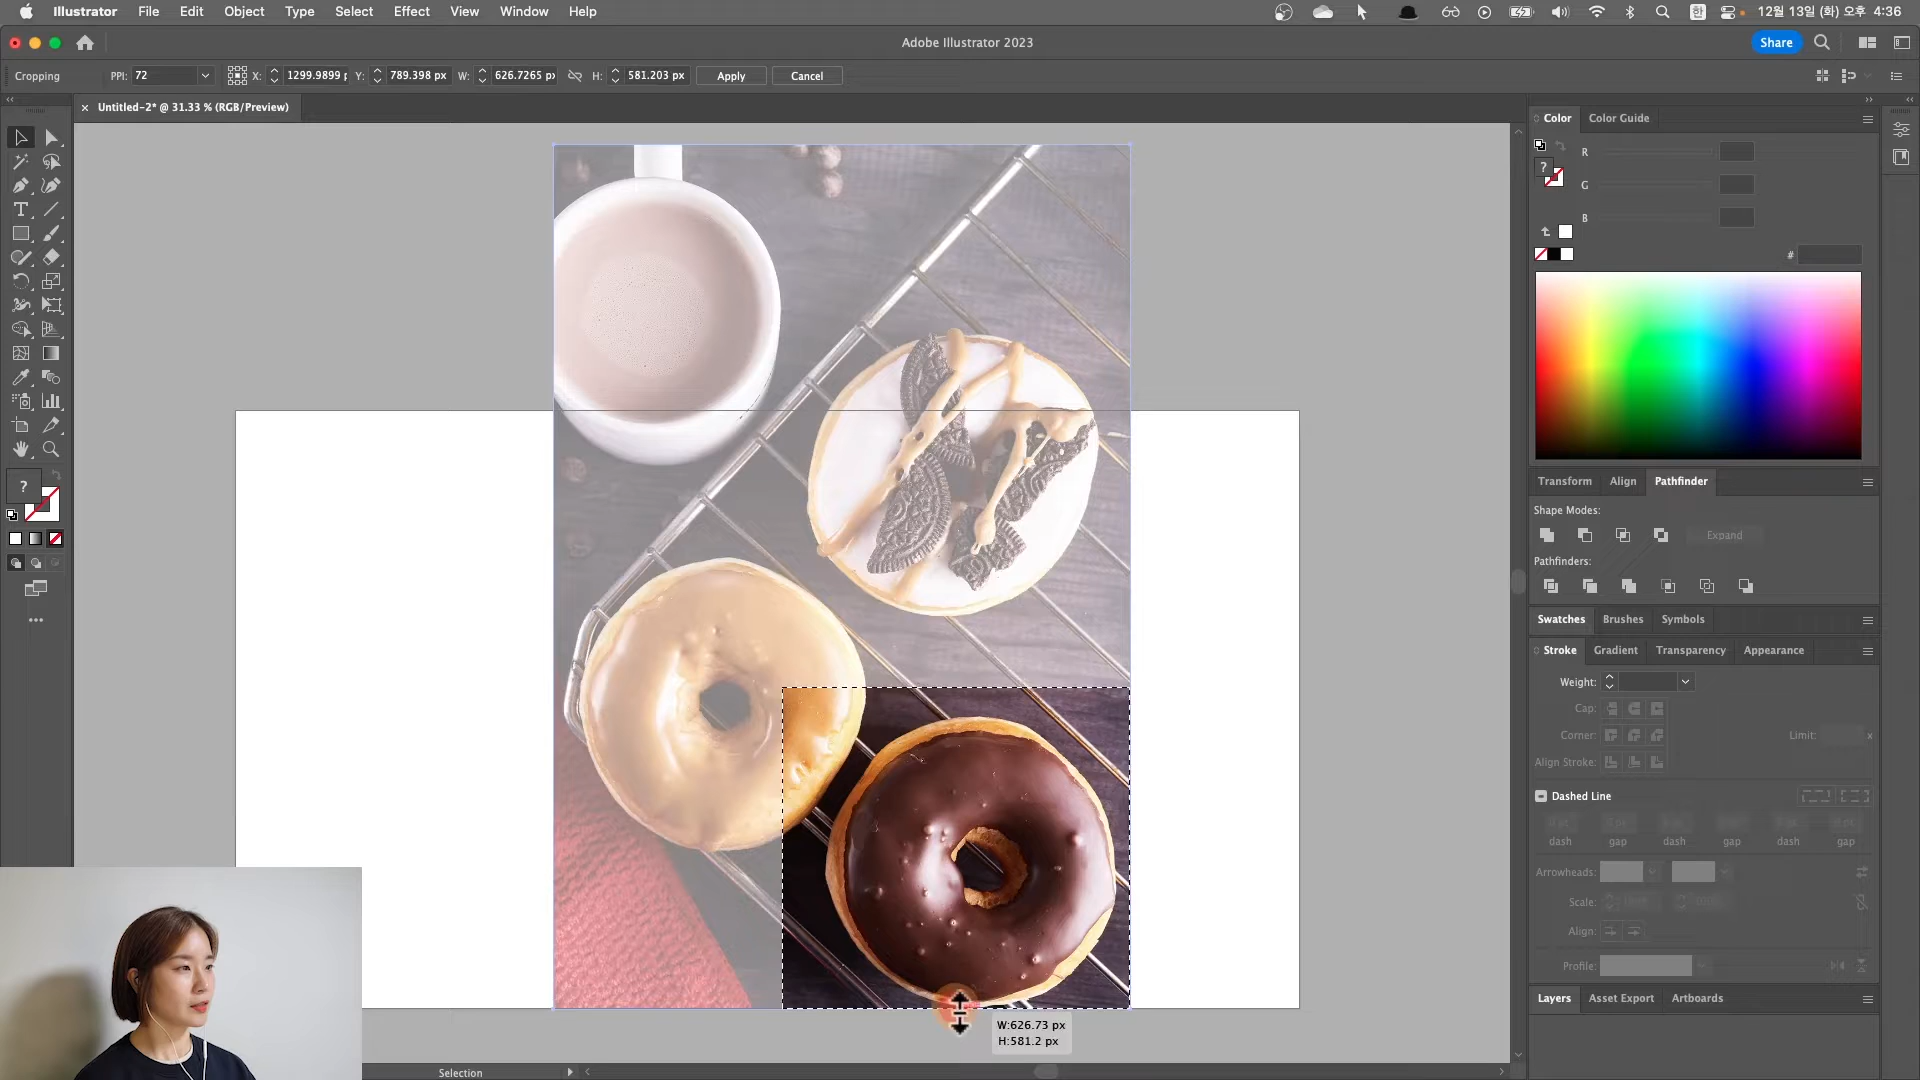 Illustrator File Edit Object Type Select Effect View Window Help
한 12월 13일 (화) 오후 4:36
Adobe Illustrator 2023
Share
Cropping PPI: 72 X: 1299.9899 Y: 789.398 px W: 626.7265 px H: 581.203 px Apply Cancel
× Untitled-2* @ 31.33 % (RGB/Preview)
Color Color Guide
R
G
B
#
Transform Align Pathfinder
Shape Modes:
Expand
Pathfinders:
Swatches Brushes Symbols
Stroke Gradient Transparency Appearance
Weight:
Cap:
Corner: Limit: x
Align Stroke:
Dashed Line
dash gap dash gap dash gap
Arrowheads:
Scale:
Align:
Profile:
Layers Asset Export Artboards
W:626.73 px
H:581.2 px
Selection